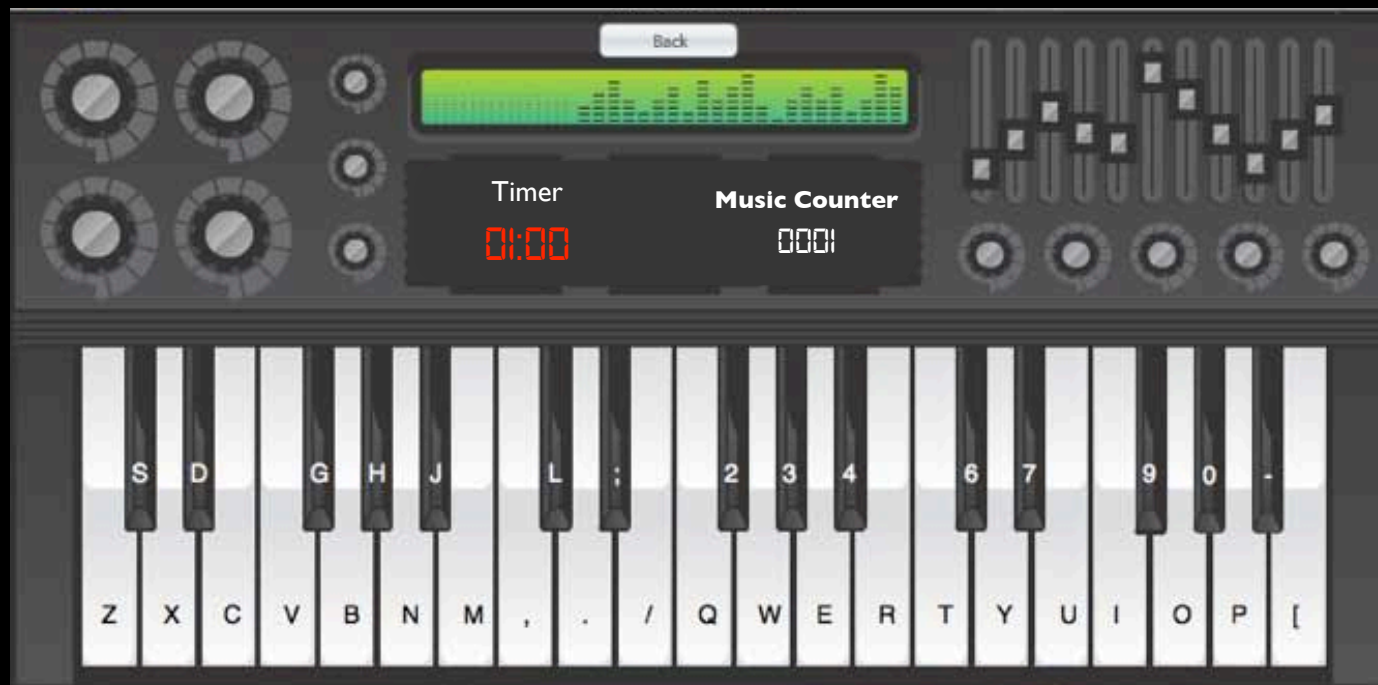 Back
Timer
Music Counter
01:00
0001
S D G H J L ; 2 3 4 6 7 9 0 -
Z X C V B N M , . / Q W E R T Y U I O P [